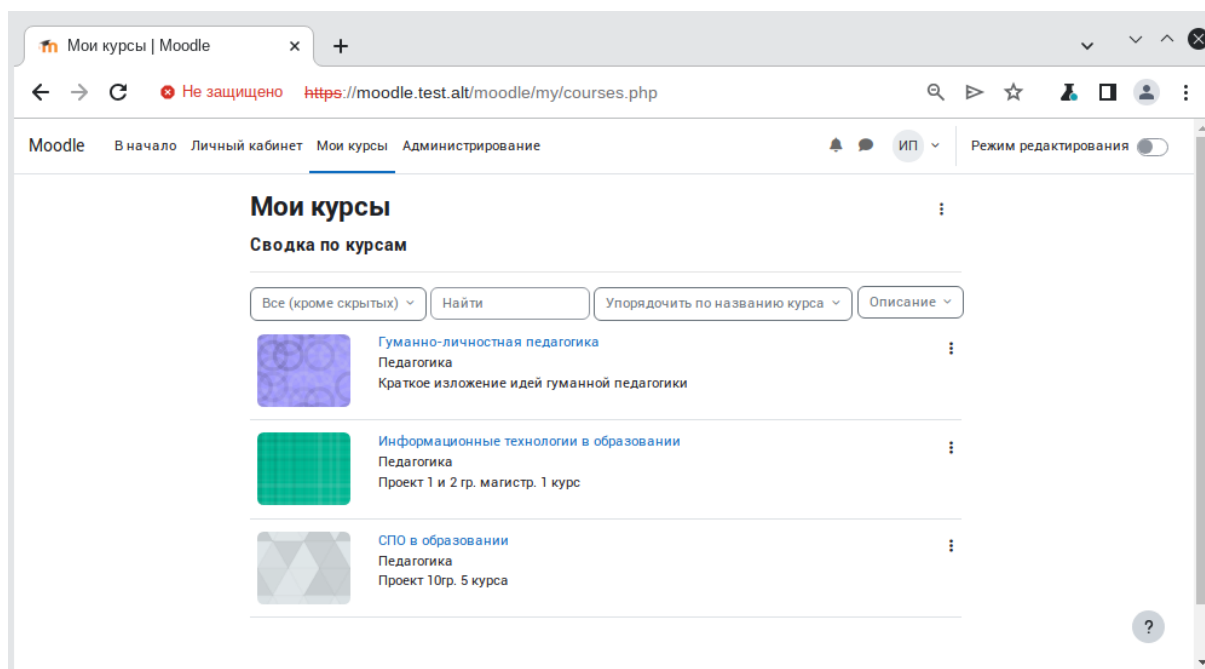 Мои курсы | Moodle
Не защищено https://moodle.test.alt/moodle/my/courses.php
Moodle В начало Личный кабинет Мои курсы Администрирование ИП Режим редактирования
Мои курсы
Сводка по курсам
Все (кроме скрытых) Найти Упорядочить по названию курса Описание
Гуманно-личностная педагогика
Педагогика
Краткое изложение идей гуманной педагогики
Информационные технологии в образовании
Педагогика
Проект 1 и 2 гр. магистр. 1 курс
СПО в образовании
Педагогика
Проект 10гр. 5 курса
?